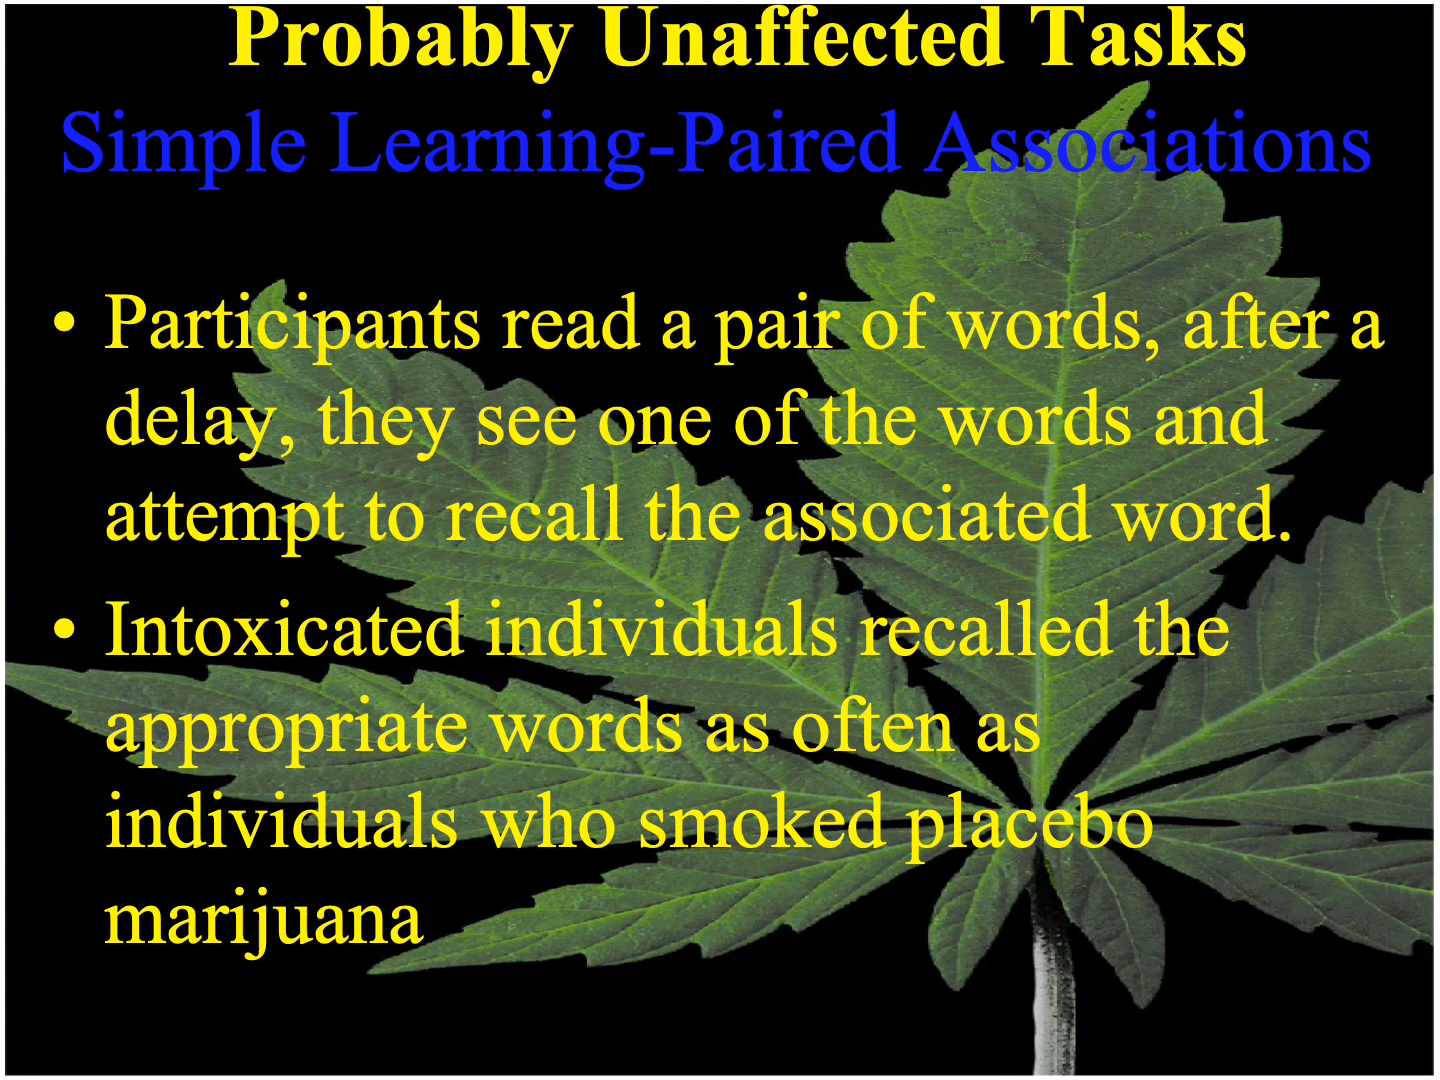 Probably Unaffected Tasks
Simple Learning-Paired Associations
• Participants read a pair of words, after a
delay, they see one of the words and
attempt to recall the associated word.
• Intoxicated individuals recalled the
appropriate words as often as
individuals who smoked placebo
marijuana